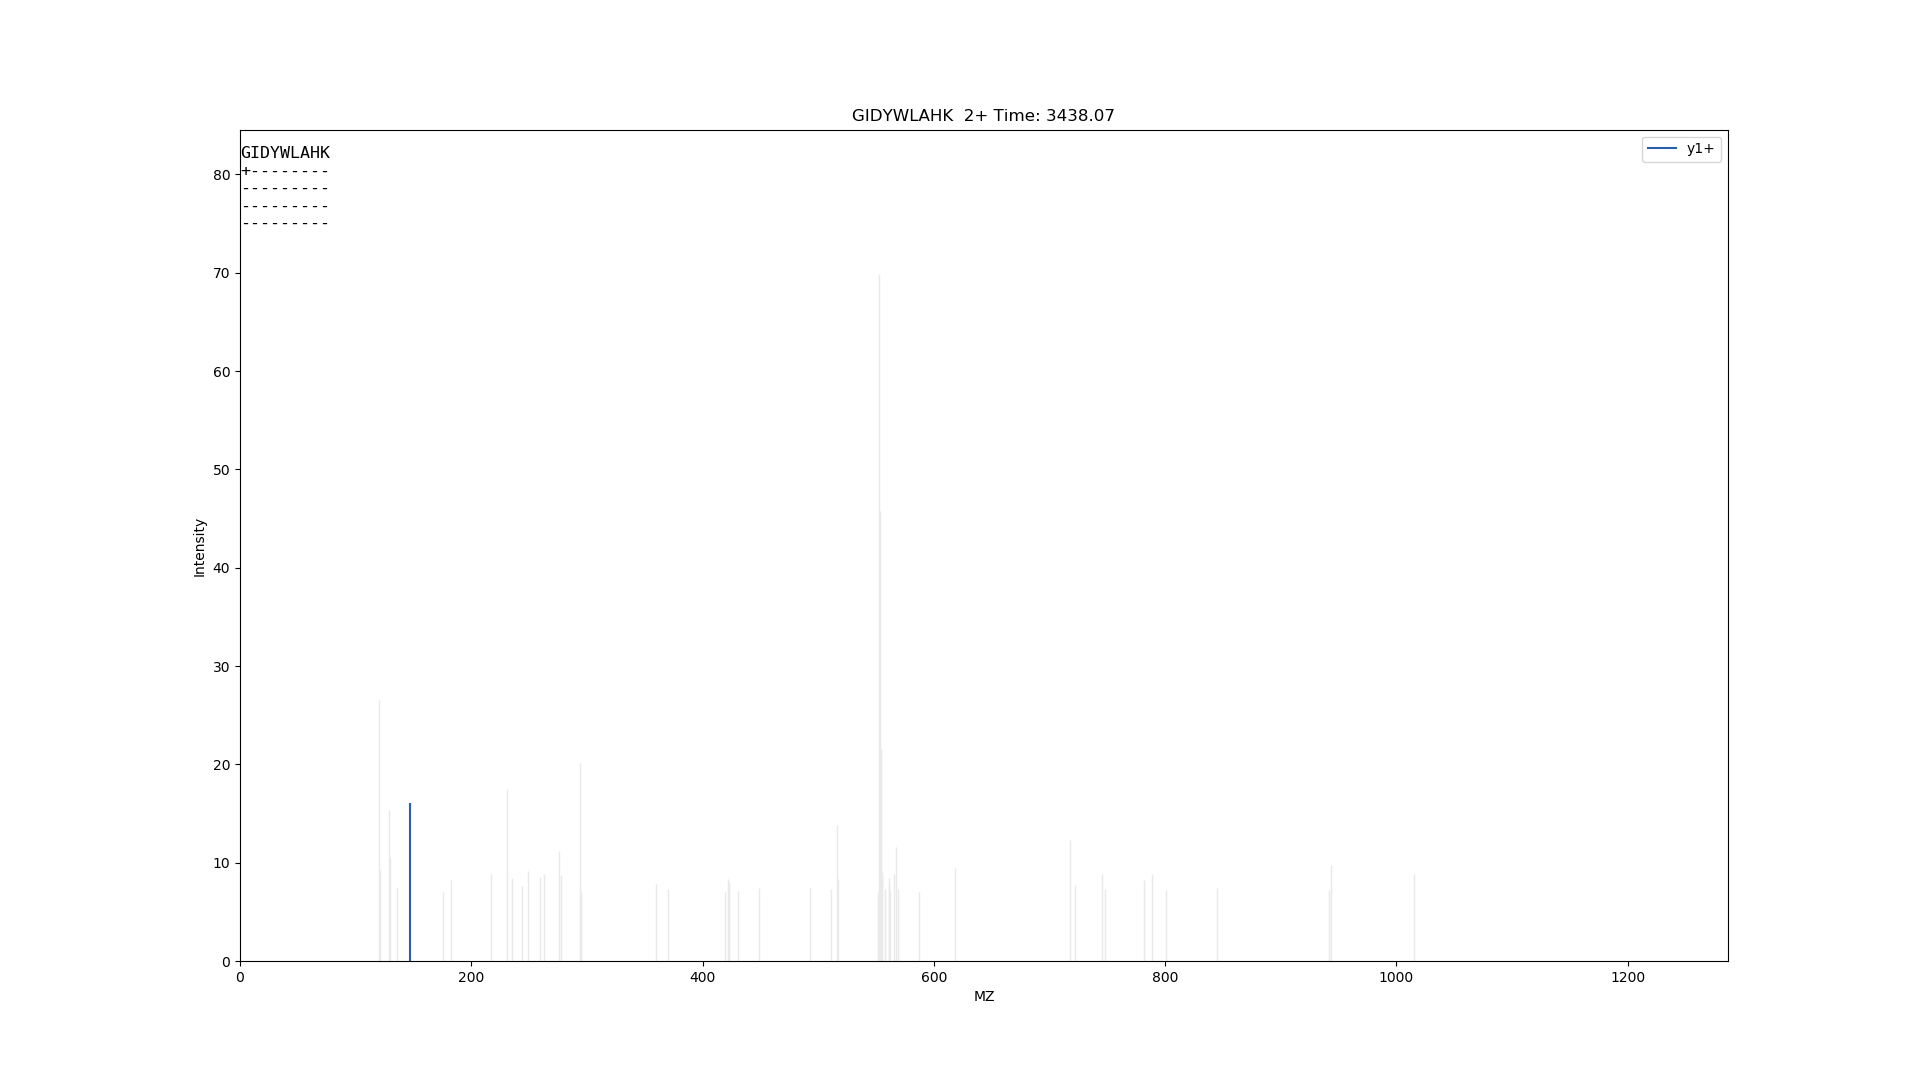 GIDYWLAHK  2+ Time: 3438.07
GIDYWLAHK
+--------
---------
---------
---------
y1+
80
70
60
50
40
30
20
10
0
Intensity
0 200 400 600 800 1000 1200
MZ